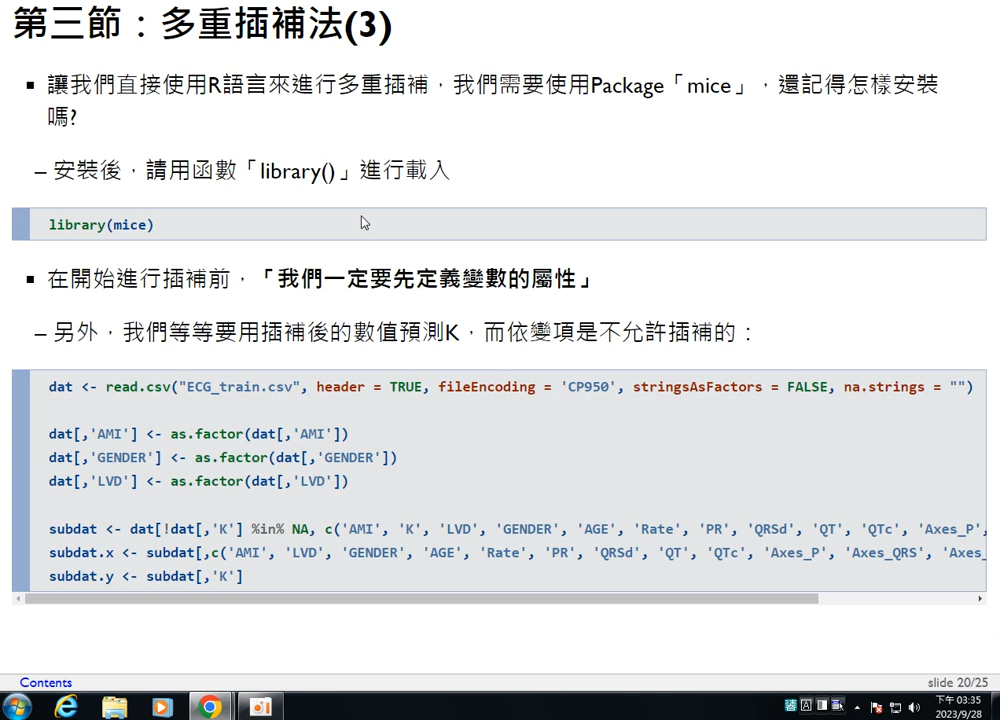 第三節：多重插補法(3)
讓我們直接使用R語言來進行多重插補，我們需要使用Package「mice」，還記得怎樣安裝
嗎?
– 安裝後，請用函數「library()」進行載入
library(mice)
在開始進行插補前，「我們一定要先定義變數的屬性」
– 另外，我們等等要用插補後的數值預測K，而依變項是不允許插補的：
dat <- read.csv("ECG_train.csv", header = TRUE, fileEncoding = 'CP950', stringsAsFactors = FALSE, na.strings = "")
dat[,'AMI'] <- as.factor(dat[,'AMI'])
dat[,'GENDER'] <- as.factor(dat[,'GENDER'])
dat[,'LVD'] <- as.factor(dat[,'LVD'])
subdat <- dat[!dat[,'K'] %in% NA, c('AMI', 'K', 'LVD', 'GENDER', 'AGE', 'Rate', 'PR', 'QRSd', 'QT', 'QTc', 'Axes_P',
subdat.x <- subdat[,c('AMI', 'LVD', 'GENDER', 'AGE', 'Rate', 'PR', 'QRSd', 'QT', 'QTc', 'Axes_P', 'Axes_QRS', 'Axes_
subdat.y <- subdat[,'K']
Contents
slide 20/25
下午 03:35
2023/9/28